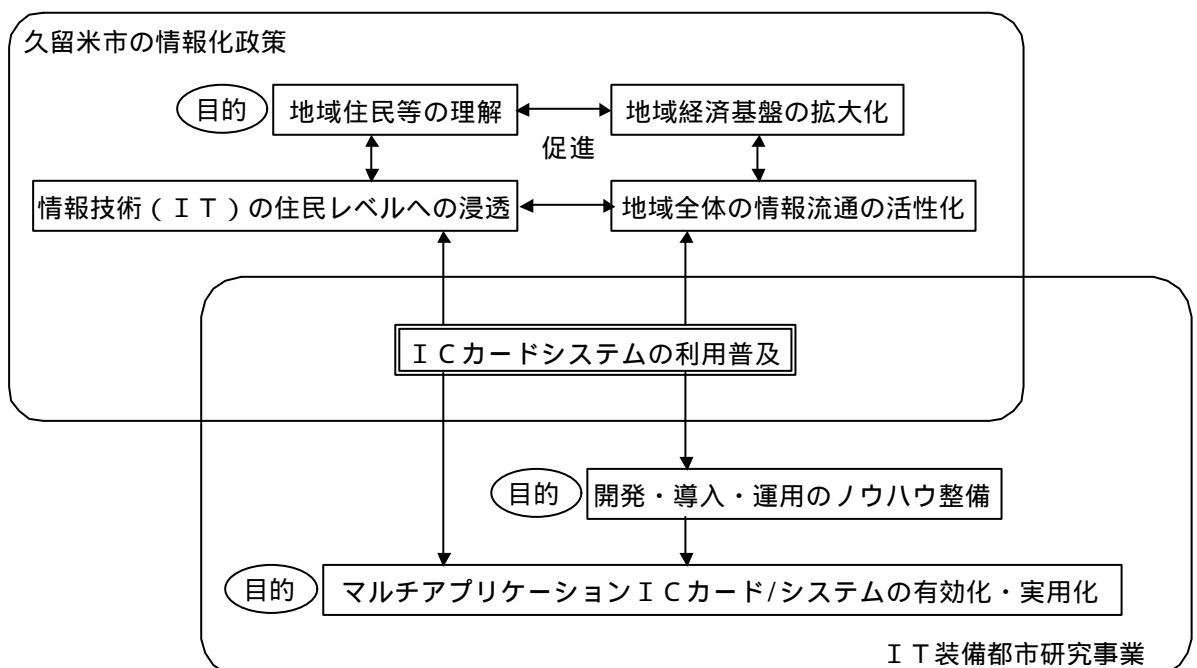 久留米市の情報化政策
目的
地域住民等の理解
地域経済基盤の拡大化
促進
情報技術（ＩＴ）の住民レベルへの浸透
地域全体の情報流通の活性化
ＩＣカードシステムの利用普及
目的
開発・導入・運用のノウハウ整備
目的
マルチアプリケーションＩＣカード/システムの有効化・実用化
ＩＴ装備都市研究事業